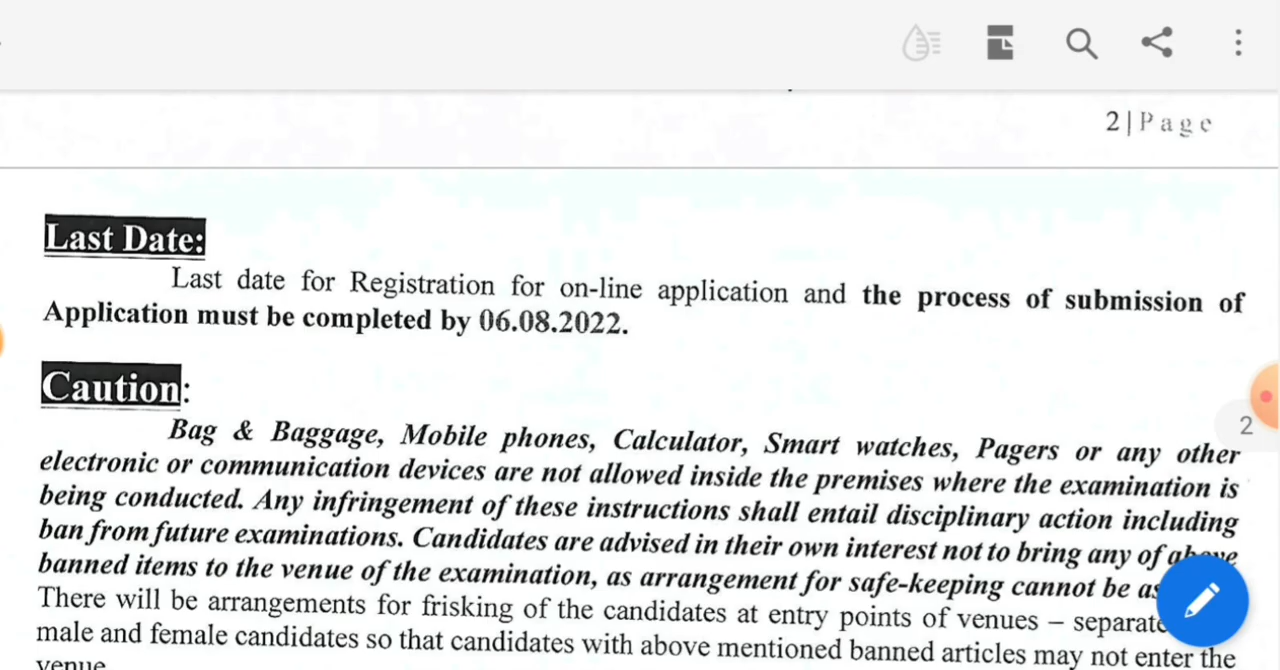 2 | P a g e
Last Date:
Last date for Registration for on-line application and the process of submission of
Application must be completed by 06.08.2022.
Caution:
2
Bag & Baggage, Mobile phones, Calculator, Smart watches, Pagers or any other
electronic or communication devices are not allowed inside the premises where the examination is
being conducted. Any infringement of these instructions shall entail disciplinary action including
ban from future examinations. Candidates are advised in their own interest not to bring any of above
banned items to the venue of the examination, as arrangement for safe-keeping cannot be
There will be arrangements for frisking of the candidates at entry points of venues – separate
male and female candidates so that candidates with above mentioned banned articles may not enter the
venue